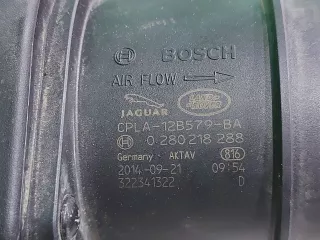 BOSCH
AIR FLOW
JAGUAR LAND ROVER
CPLA-12B579-BA
0 280 218 288
Germany AKTAV 816
2014-09-21 09:54
322341322 D